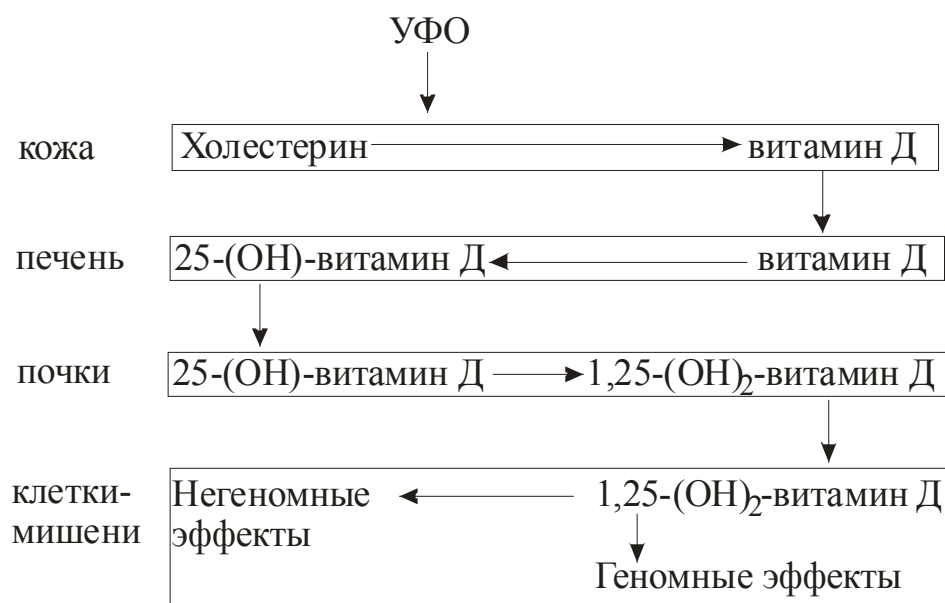 УФО
кожа Холестерин витамин Д
печень 25-(ОН)-витамин Д витамин Д
почки 25-(ОН)-витамин Д 1,25-(ОН)₂-витамин Д
клетки- Негеномные 1,25-(ОН)₂-витамин Д
мишени эффекты
Геномные эффекты